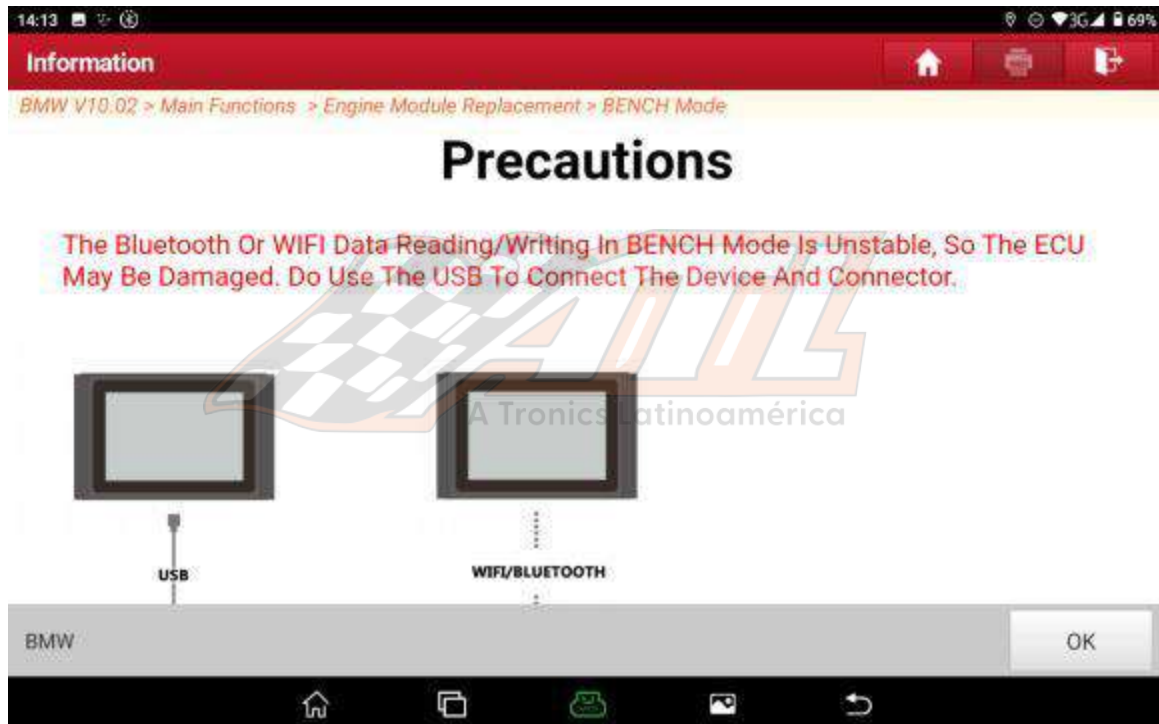 14:13 3G 69%
Information
BMW V10.02 > Main Functions > Engine Module Replacement > BENCH Mode
Precautions
The Bluetooth Or WIFI Data Reading/Writing In BENCH Mode Is Unstable, So The ECU
May Be Damaged. Do Use The USB To Connect The Device And Connector.
ATL
A Tronics Latinoamérica
USB
WIFI/BLUETOOTH
BMW
OK